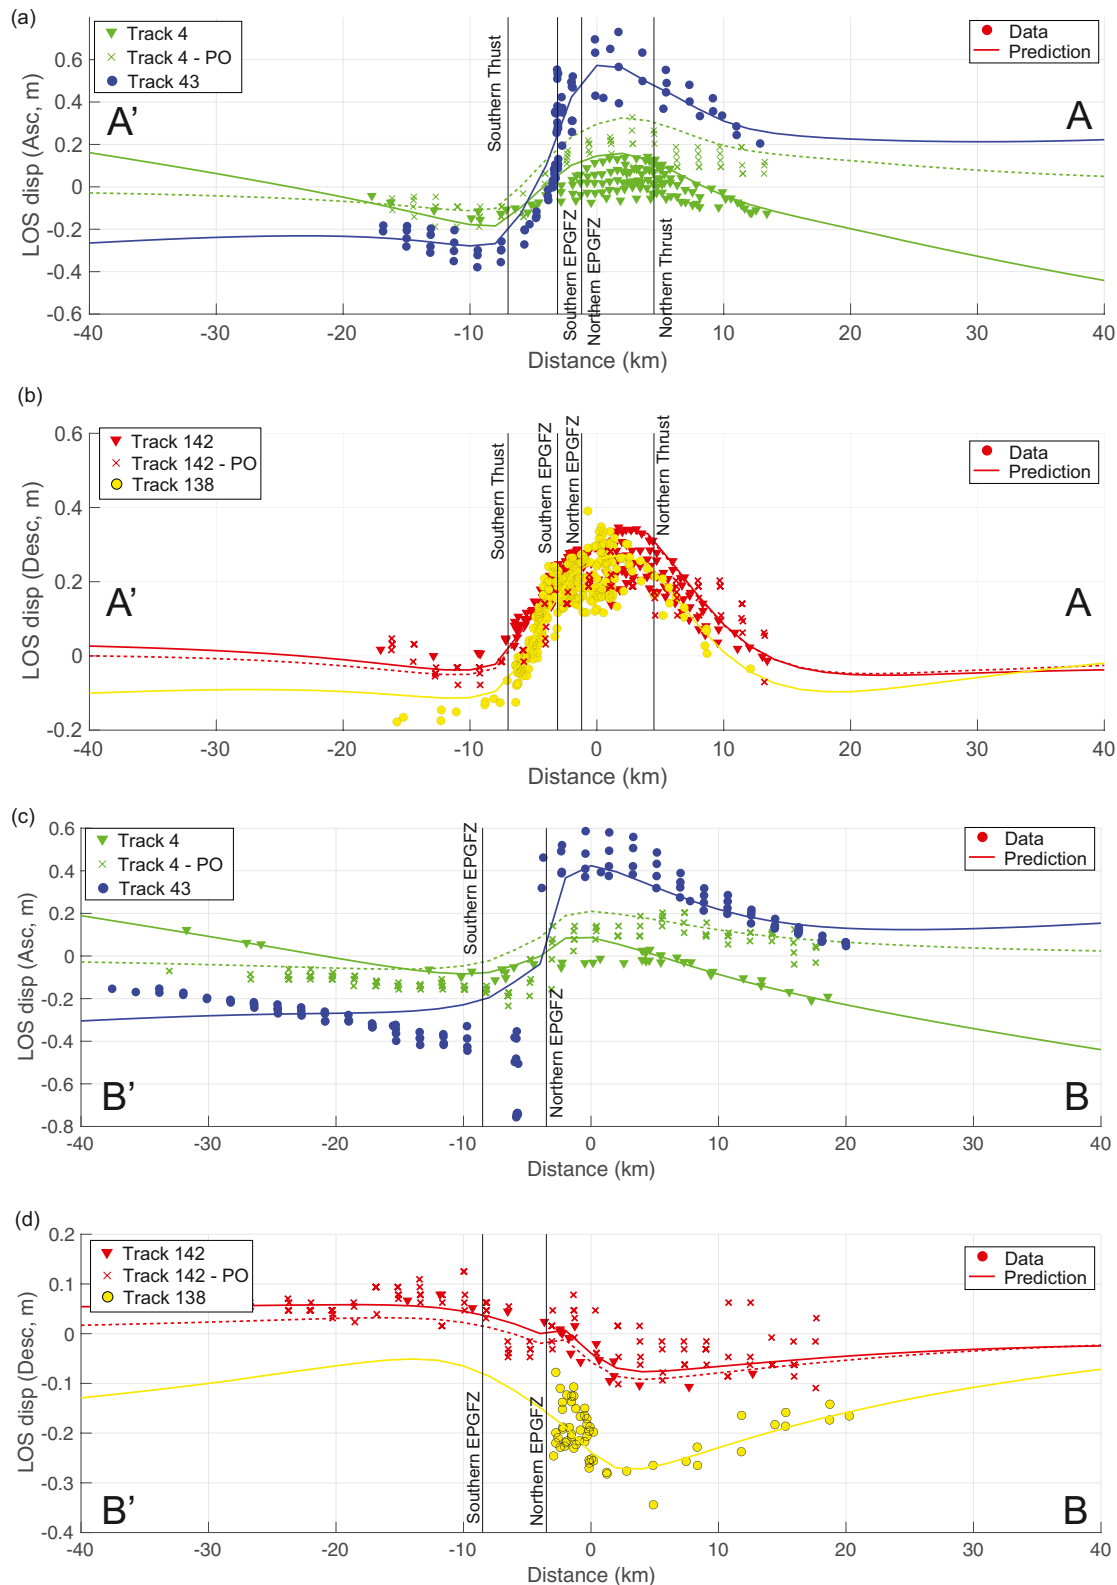 (a)
Track 4
Track 4 - PO
Track 43
Data
Prediction
A'
A
Southern Thust
Southern EPGFZ
Northern EPGFZ
Northern Thrust
LOS disp (Asc, m)
0.6
0.4
0.2
0
-0.2
-0.4
-0.6
-40
-30
-20
-10
0
10
20
30
40
Distance (km)
(b)
Track 142
Track 142 - PO
Track 138
Data
Prediction
A'
A
Southern Thust
Southern EPGFZ
Northern EPGFZ
Northern Thrust
LOS disp (Desc, m)
0.6
0.4
0.2
0
-0.2
-40
-30
-20
-10
0
10
20
30
40
Distance (km)
(c)
Track 4
Track 4 - PO
Track 43
Data
Prediction
B'
B
Southern EPGFZ
Northern EPGFZ
LOS disp (Asc, m)
0.6
0.4
0.2
0
-0.2
-0.4
-0.6
-0.8
-40
-30
-20
-10
0
10
20
30
40
Distance (km)
(d)
Track 142
Track 142 - PO
Track 138
Data
Prediction
B'
B
Southern EPGFZ
Northern EPGFZ
LOS disp (Desc, m)
0.2
0.1
0
-0.1
-0.2
-0.3
-0.4
-40
-30
-20
-10
0
10
20
30
40
Distance (km)